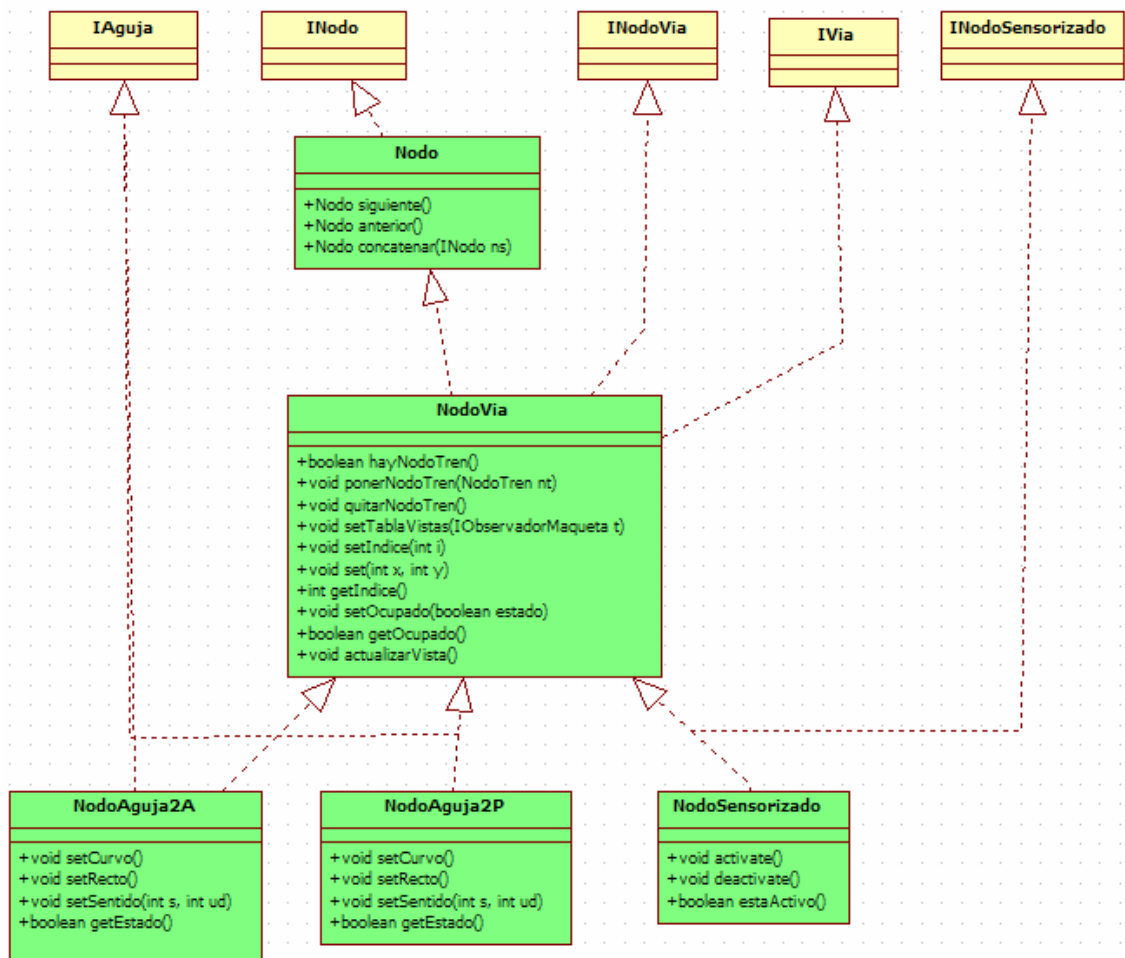 IAguja
INodo
INodoVia
IVia
INodoSensorizado
Nodo
+Nodo siguiente()
+Nodo anterior()
+Nodo concatenar(INodo ns)
NodoVia
+boolean hayNodoTren()
+void ponerNodoTren(NodoTren nt)
+void quitarNodoTren()
+void setTablaVistas(IObservadorMaqueta t)
+void setIndice(int i)
+void set(int x, int y)
+int getIndice()
+void setOcupado(boolean estado)
+boolean getOcupado()
+void actualizarVista()
NodoAguja2A
+void setCurvo()
+void setRecto()
+void setSentido(int s, int ud)
+boolean getEstado()
NodoAguja2P
+void setCurvo()
+void setRecto()
+void setSentido(int s, int ud)
+boolean getEstado()
NodoSensorizado
+void activate()
+void deactivate()
+boolean estaActivo()